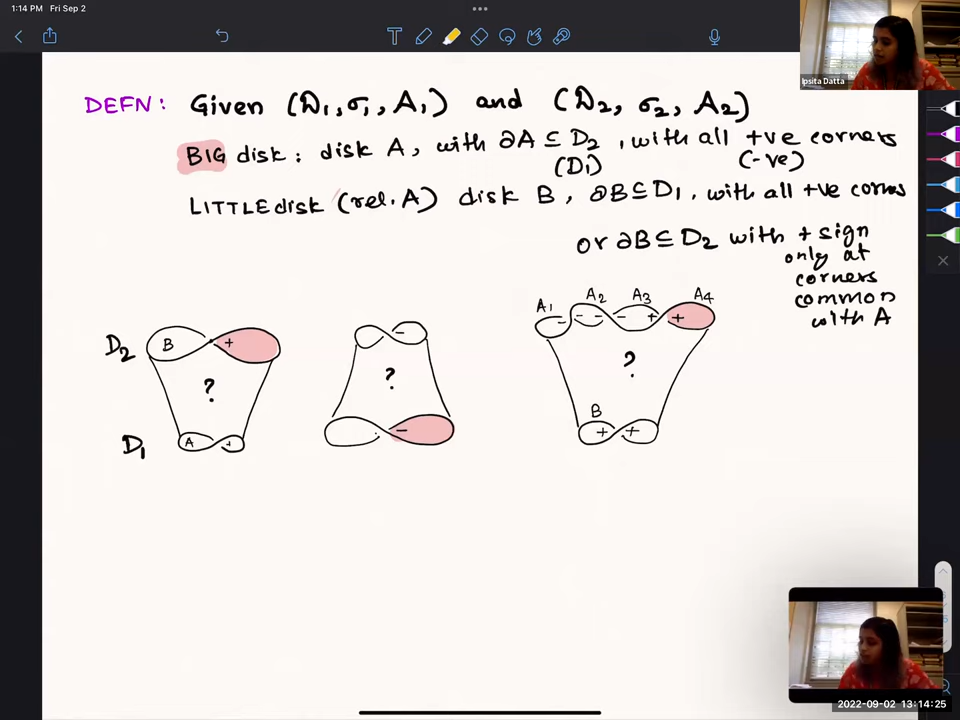 1:14 PM Fri Sep 2
Ipsita Datta
DEFN: Given (D1, σ1, A1) and (D2, σ2, A2)
BIG disk: disk A, with ∂A ⊆ D2, with all +ve corners
(D1) (-ve)
LITTLE disk (rel. A) disk B, ∂B ⊆ D1, with all +ve corners
or ∂B ⊆ D2 with + sign
only at
corners
common
with A
A1 - A2 - - A3 - + A4 +
D2 B + - 
? ? ?
D1 A + - B + +
2022-09-02 13:14:25